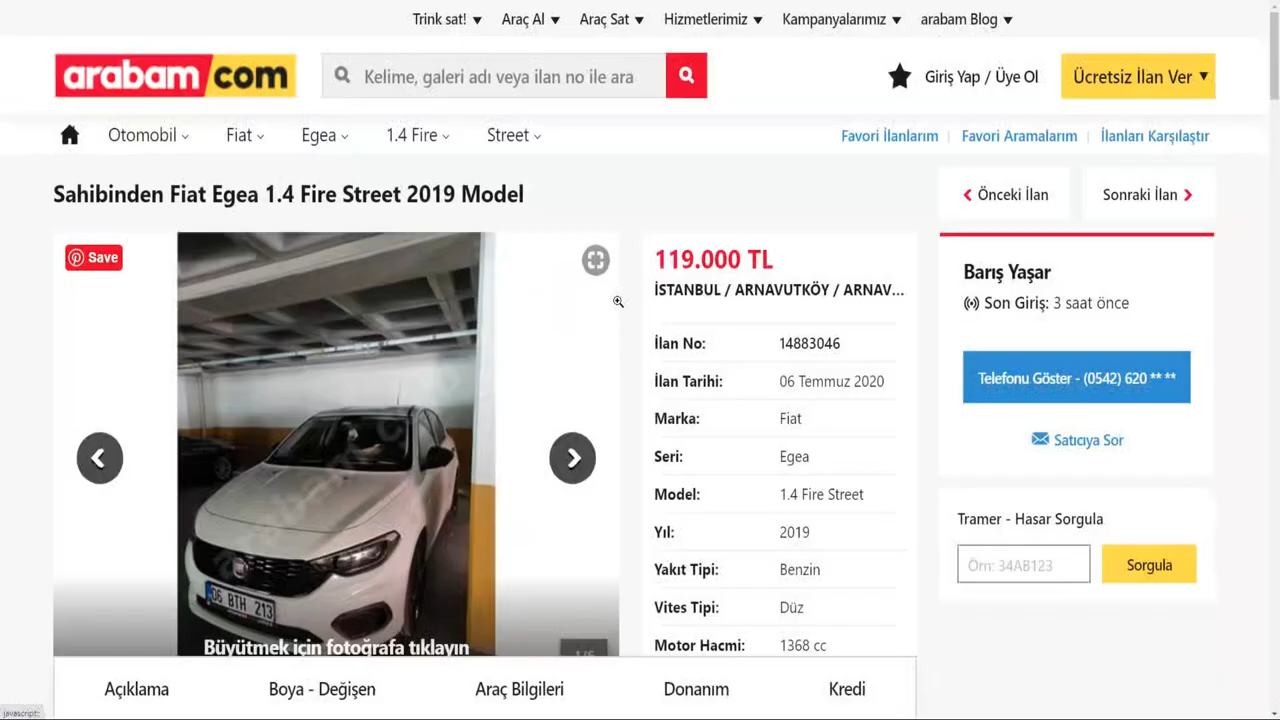 Trink sat! Araç Al Araç Sat Hizmetlerimiz Kampanyalarımız arabam Blog
arabam com Kelime, galeri adı veya ilan no ile ara Giriş Yap / Üye Ol Ücretsiz İlan Ver
Otomobil Fiat Egea 1.4 Fire Street Favori İlanlarım Favori Aramalarım İlanları Karşılaştır
Sahibinden Fiat Egea 1.4 Fire Street 2019 Model Önceki İlan Sonraki İlan
Save
06 BTH 213
Büyütmek için fotoğrafa tıklayın
119.000 TL
İSTANBUL / ARNAVUTKÖY / ARNAV...
İlan No: 14883046
İlan Tarihi: 06 Temmuz 2020
Marka: Fiat
Seri: Egea
Model: 1.4 Fire Street
Yıl: 2019
Yakıt Tipi: Benzin
Vites Tipi: Düz
Motor Hacmi: 1368 cc
Barış Yaşar
Son Giriş: 3 saat önce
Telefonu Göster - (0542) 620 ** **
Satıcıya Sor
Tramer - Hasar Sorgula
Örn: 34AB123 Sorgula
Açıklama Boya - Değişen Araç Bilgileri Donanım Kredi
javascript: